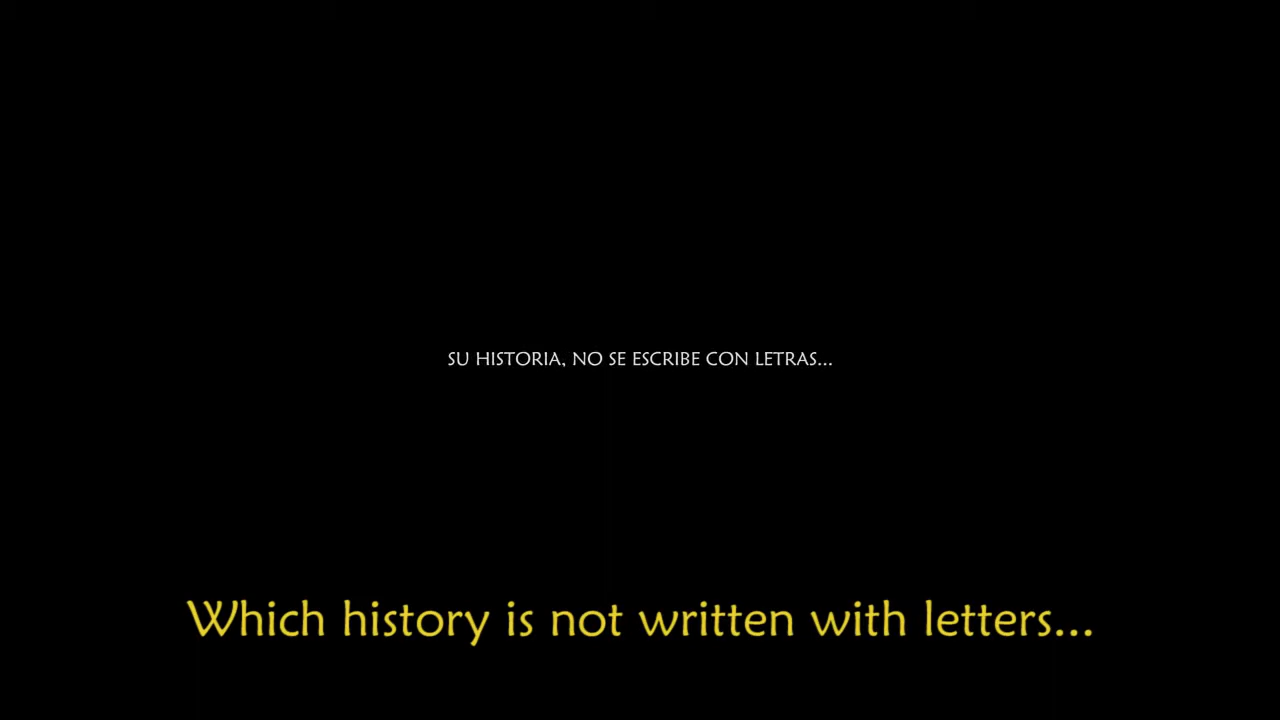 SU HISTORIA, NO SE ESCRIBE CON LETRAS...
Which history is not written with letters...